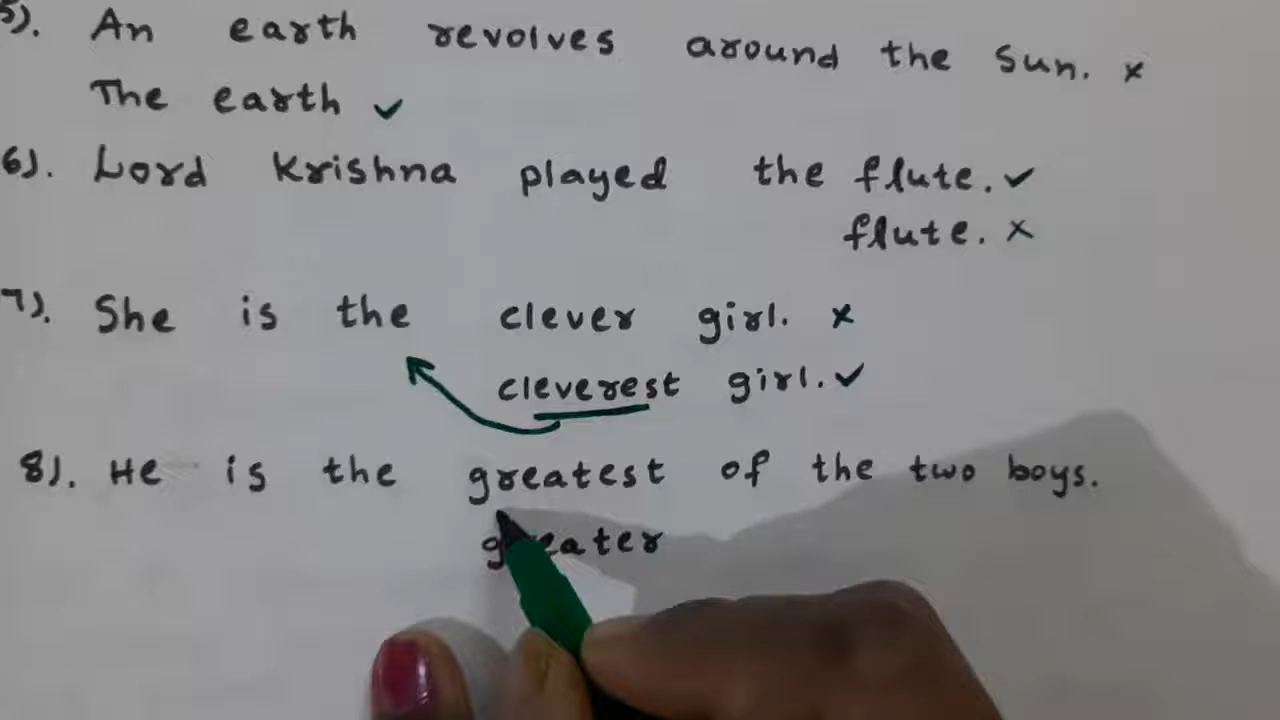 5). An earth revolves around the sun. ×
The earth ✓
6). Lord Krishna played the flute. ✓
flute. ×
7). She is the clever girl. ×
cleverest girl. ✓
8). He is the greatest of the two boys.
greater